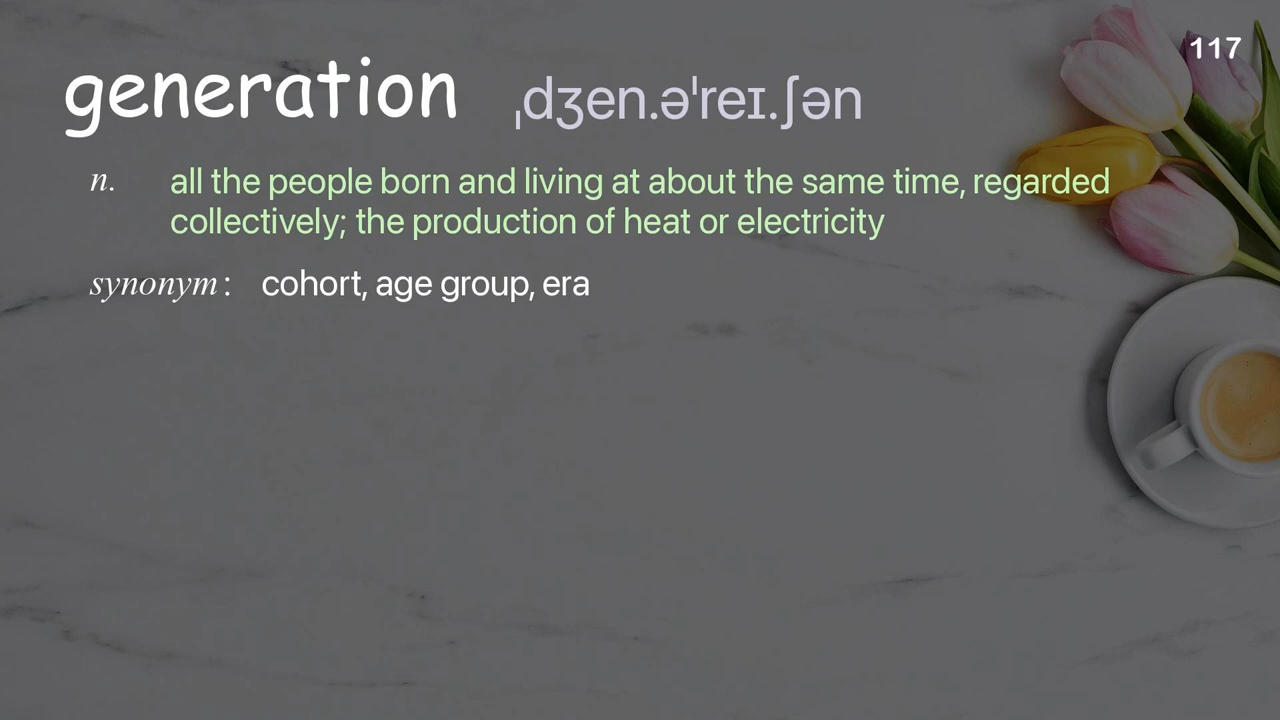 117
generation ˌdʒen.əˈreɪ.ʃən
n. all the people born and living at about the same time, regarded
collectively; the production of heat or electricity
synonym: cohort, age group, era